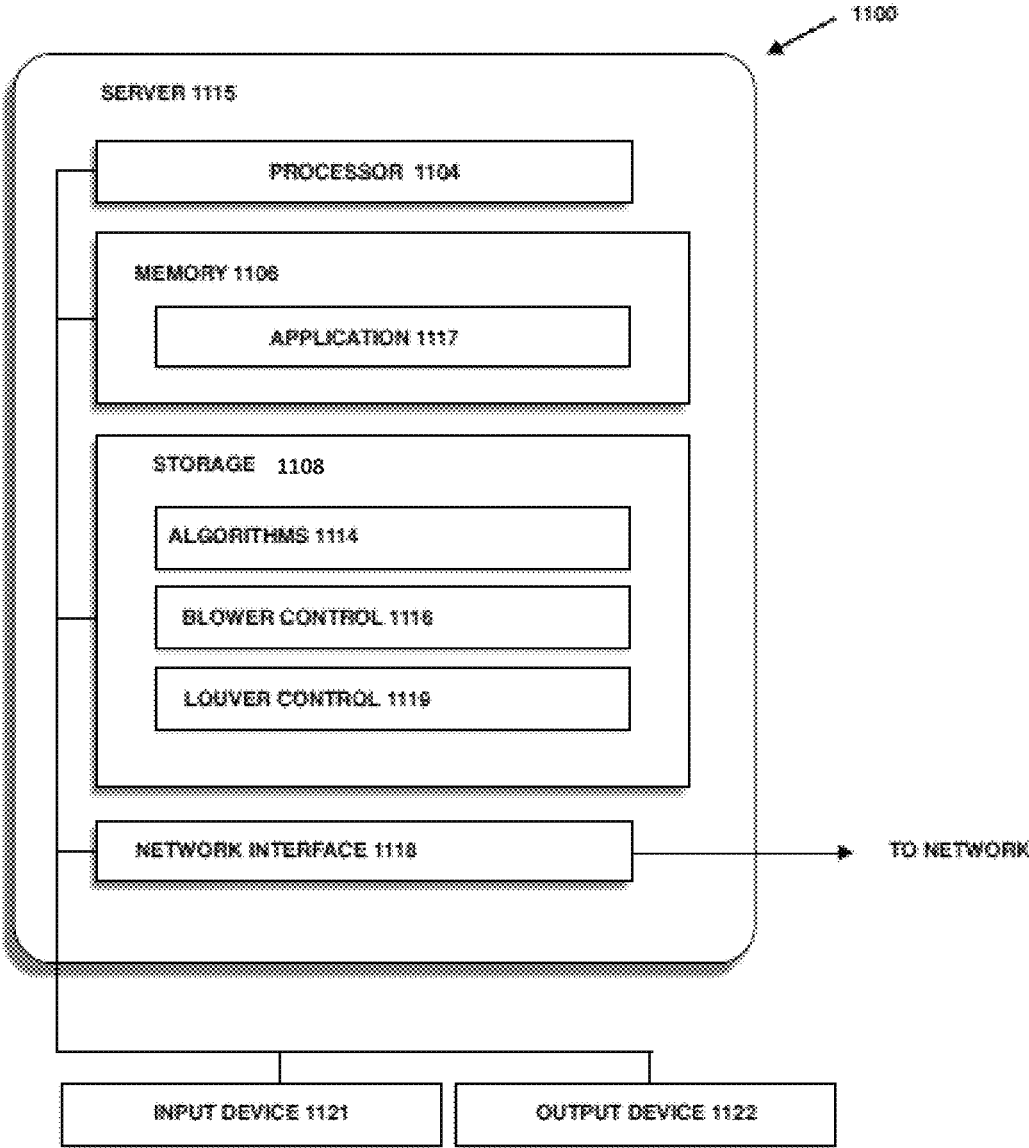 1100
SERVER 1115
PROCESSOR 1104
MEMORY 1106
APPLICATION 1117
STORAGE 1108
ALGORITHMS 1114
BLOWER CONTROL 1116
LOUVER CONTROL 1119
NETWORK INTERFACE 1118
TO NETWORK
INPUT DEVICE 1121
OUTPUT DEVICE 1122